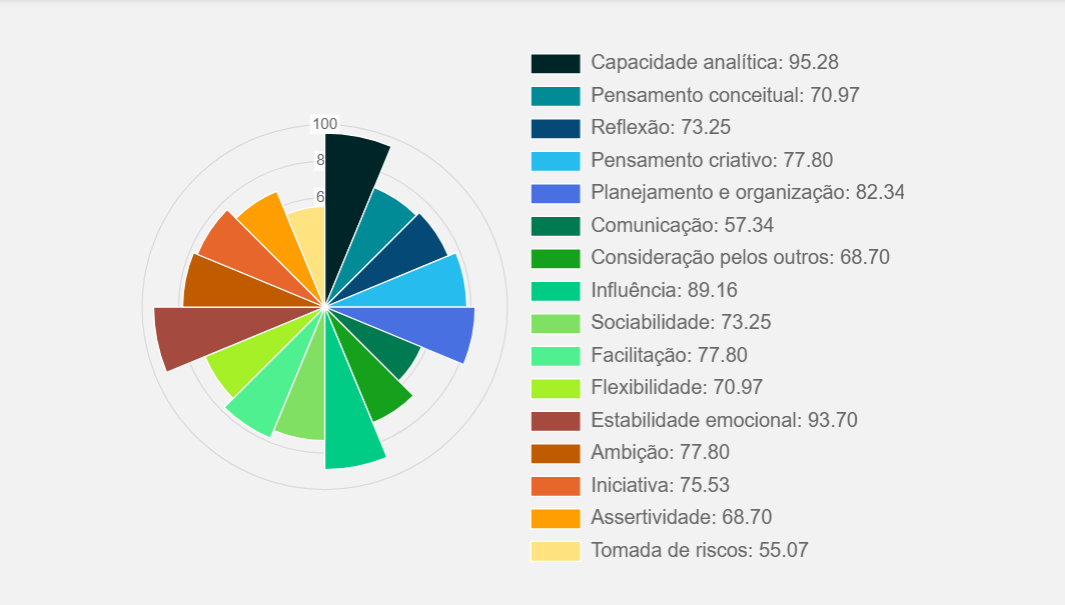 100
8
6
Capacidade analítica: 95.28
Pensamento conceitual: 70.97
Reflexão: 73.25
Pensamento criativo: 77.80
Planejamento e organização: 82.34
Comunicação: 57.34
Consideração pelos outros: 68.70
Influência: 89.16
Sociabilidade: 73.25
Facilitação: 77.80
Flexibilidade: 70.97
Estabilidade emocional: 93.70
Ambição: 77.80
Iniciativa: 75.53
Assertividade: 68.70
Tomada de riscos: 55.07